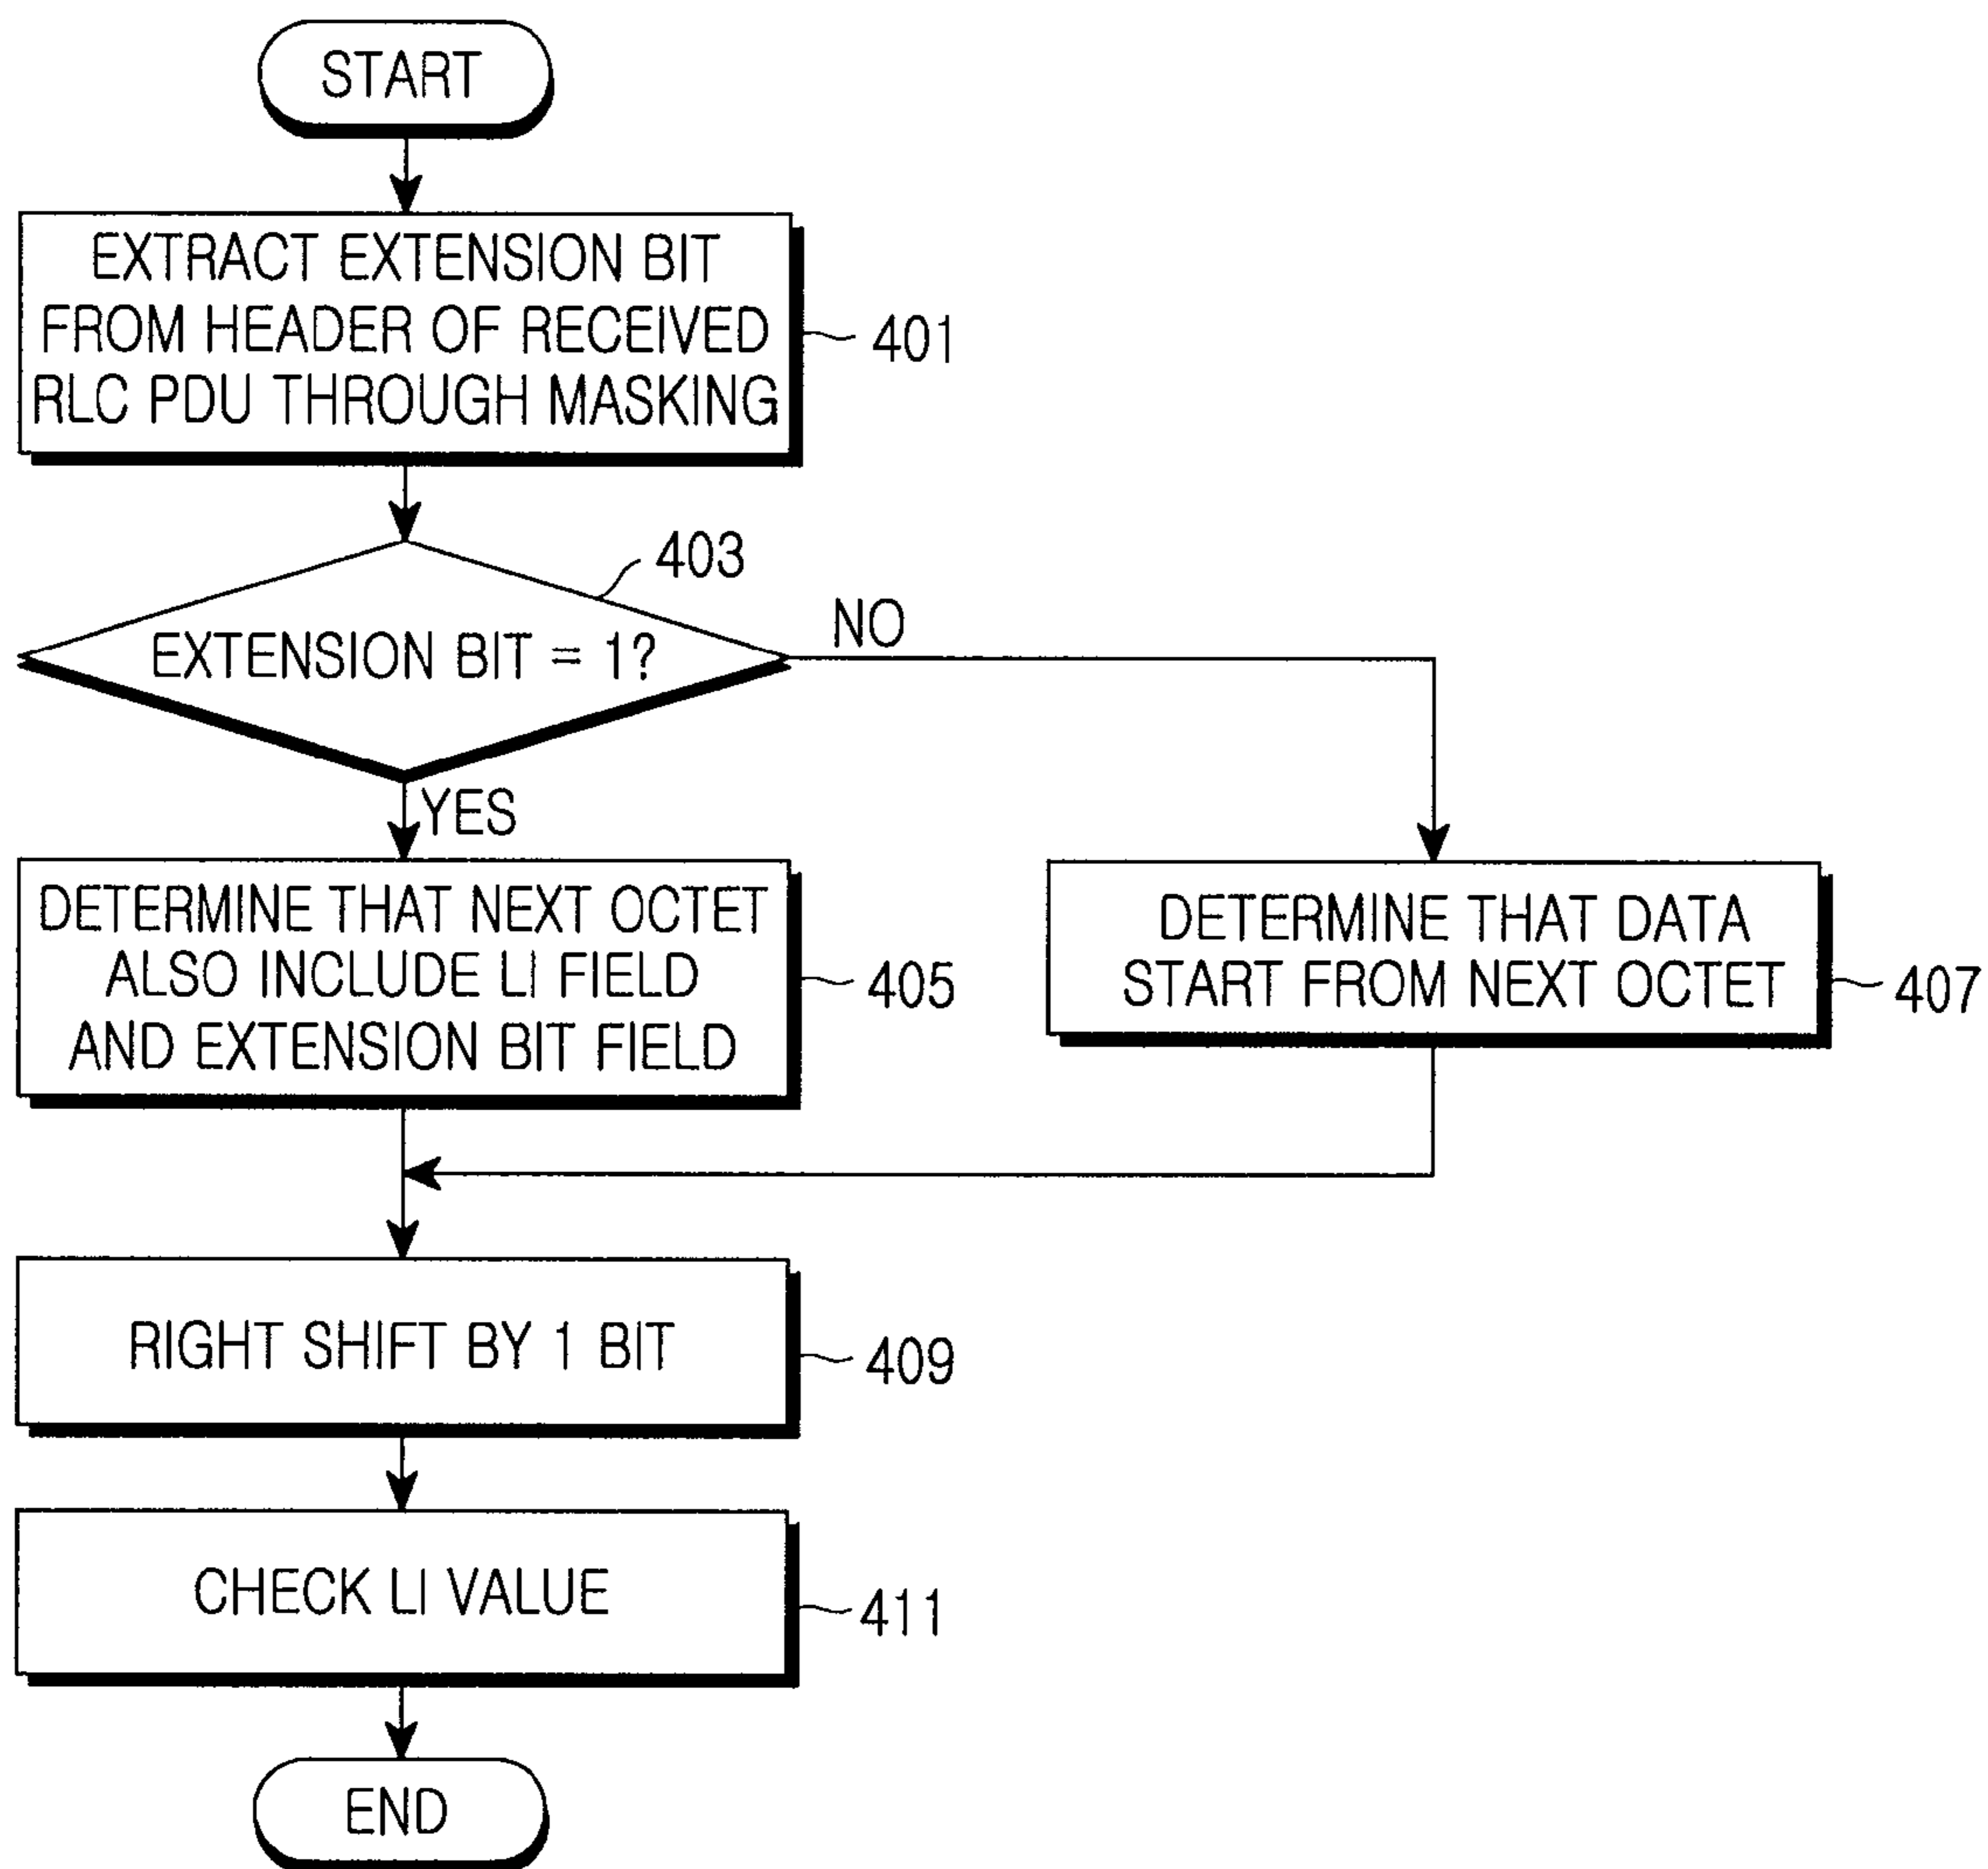 START
EXTRACT EXTENSION BIT
FROM HEADER OF RECEIVED
RLC PDU THROUGH MASKING
401
403
EXTENSION BIT = 1?
NO
YES
DETERMINE THAT NEXT OCTET
ALSO INCLUDE LI FIELD
AND EXTENSION BIT FIELD
405
DETERMINE THAT DATA
START FROM NEXT OCTET
407
RIGHT SHIFT BY 1 BIT
409
CHECK LI VALUE
411
END